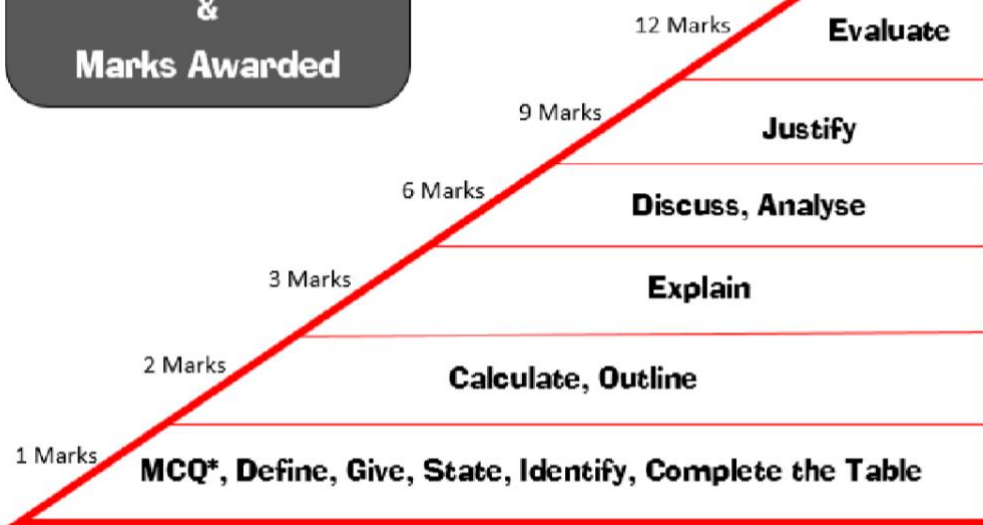 &
Marks Awarded
12 Marks
Evaluate
9 Marks
Justify
6 Marks
Discuss, Analyse
3 Marks
Explain
2 Marks
Calculate, Outline
1 Marks
MCQ*, Define, Give, State, Identify, Complete the Table